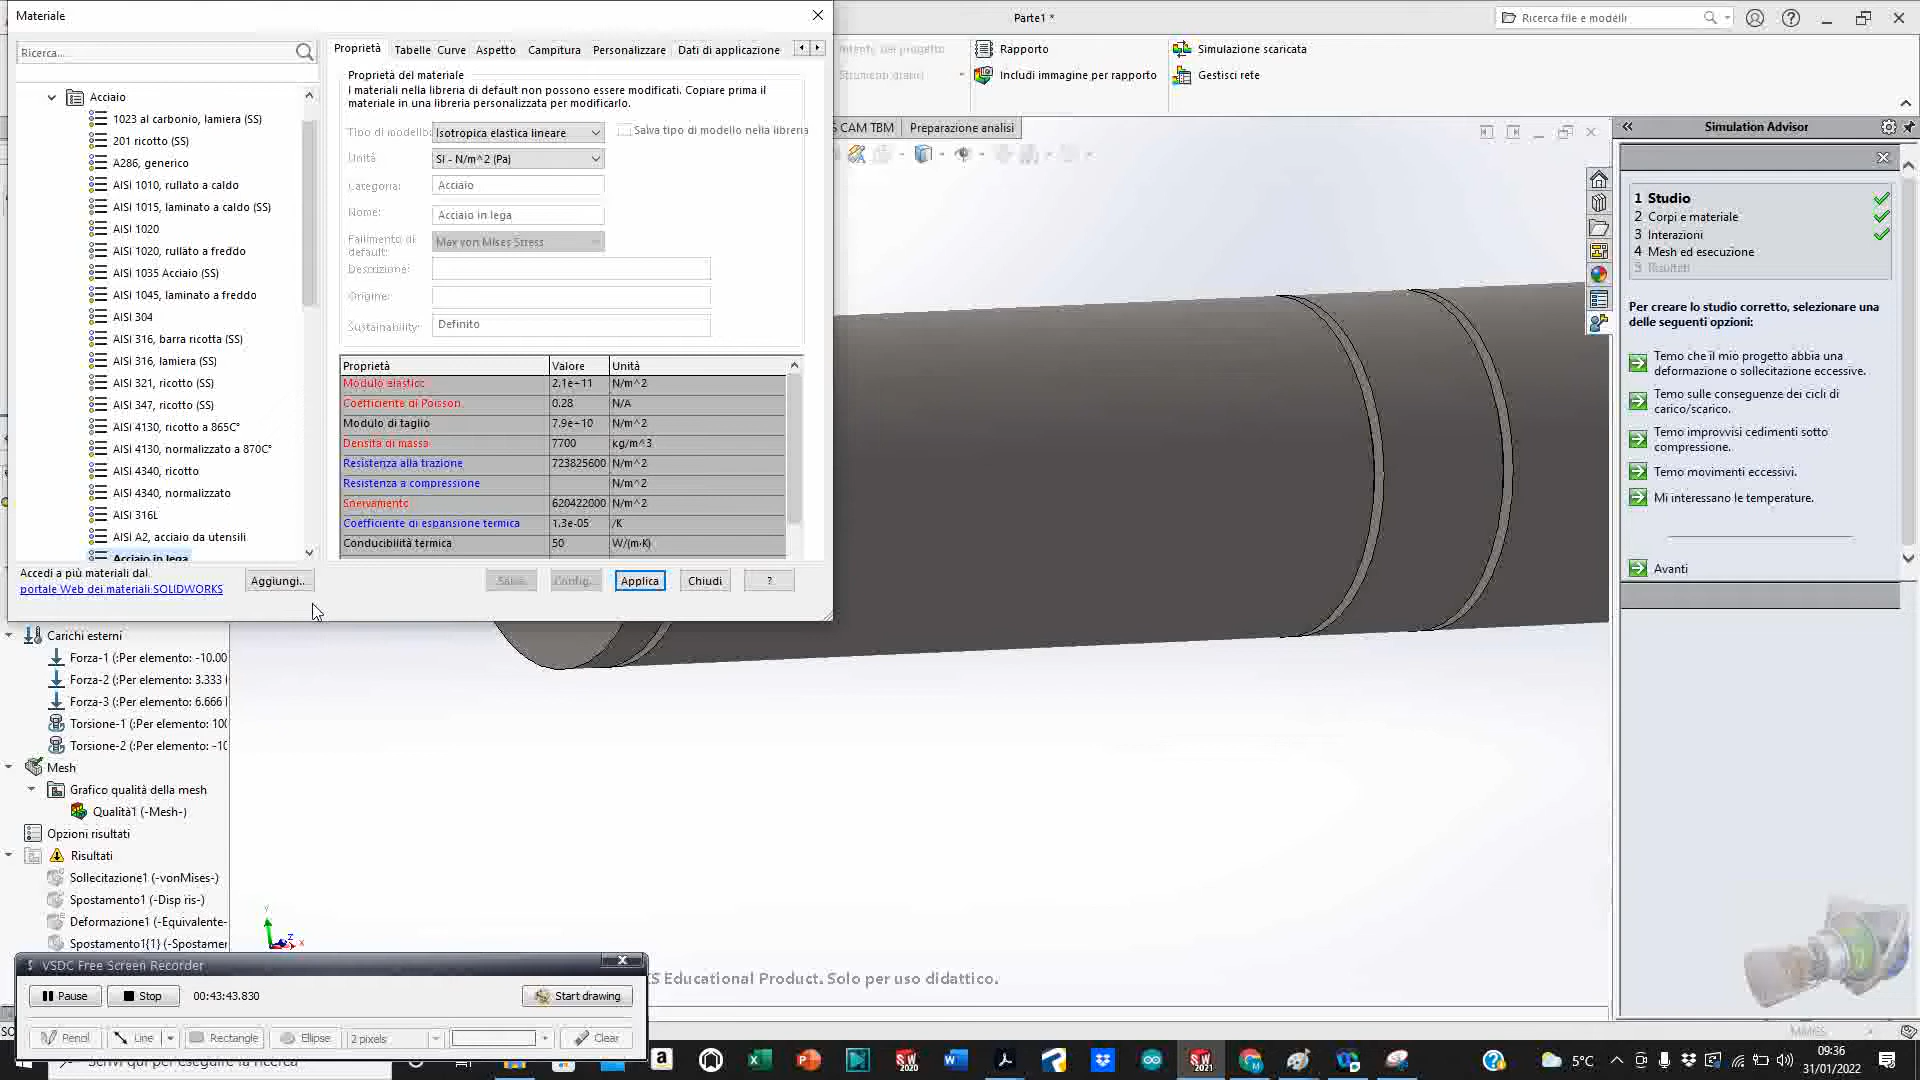 Materiale
Ricerca...
Acciaio
1023 al carbonio, lamiera (SS)
201 ricotto (SS)
A286, generico
AISI 1010, rullato a caldo
AISI 1015, laminato a caldo (SS)
AISI 1020
AISI 1020, rullato a freddo
AISI 1035 Acciaio (SS)
AISI 1045, laminato a freddo
AISI 304
AISI 316, barra ricotta (SS)
AISI 316, lamiera (SS)
AISI 321, ricotto (SS)
AISI 347, ricotto (SS)
AISI 4130, ricotto a 865C°
AISI 4130, normalizzato a 870C°
AISI 4340, ricotto
AISI 4340, normalizzato
AISI 316L
AISI A2, acciaio da utensili
Acciaio in lega
Accedi a più materiali dal
portale Web dei materiali SOLIDWORKS
Aggiungi...
Proprietà Tabelle Curve Aspetto Campitura Personalizzare Dati di applicazione
Proprietà del materiale
I materiali nella libreria di default non possono essere modificati. Copiare prima il
materiale in una libreria personalizzata per modificarlo.
Tipo di modello: Isotropica elastica lineare Salva tipo di modello nella libreria
Unità SI - N/m^2 (Pa)
Categoria: Acciaio
Nome: Acciaio in lega
Fallimento di
default: Max von Mises Stress
Descrizione:
Origine:
Sustainability: Definito
Proprietà Valore Unità
Modulo elastico 2.1e+11 N/m^2
Coefficiente di Poisson 0.28 N/A
Modulo di taglio 7.9e+10 N/m^2
Densità di massa 7700 kg/m^3
Resistenza alla trazione 723825600 N/m^2
Resistenza a compressione N/m^2
Snervamento 620422000 N/m^2
Coefficiente di espansione termica 1.3e-05 /K
Conducibilità termica 50 W/(m·K)
Salva Config... Applica Chiudi ?
Parte1 *
Ricerca file e modelli
Rapporto
Includi immagine per rapporto
Simulazione scaricata
Gestisci rete
S CAM TBM Preparazione analisi
Simulation Advisor
1 Studio
2 Corpi e materiale
3 Interazioni
4 Mesh ed esecuzione
5 Risultati
Per creare lo studio corretto, selezionare una
delle seguenti opzioni:
Temo che il mio progetto abbia una
deformazione o sollecitazione eccessive.
Temo sulle conseguenze dei cicli di
carico/scarico.
Temo improvvisi cedimenti sotto
compressione.
Temo movimenti eccessivi.
Mi interessano le temperature.
Avanti
Carichi esterni
Forza-1 (:Per elemento: -10.00
Forza-2 (:Per elemento: 3.333
Forza-3 (:Per elemento: 6.666
Torsione-1 (:Per elemento: 100
Torsione-2 (:Per elemento: -10
Mesh
Grafico qualità della mesh
Qualità1 (-Mesh-)
Opzioni risultati
Risultati
Sollecitazione1 (-vonMises-)
Spostamento1 (-Disp ris-)
Deformazione1 (-Equivalente-
Spostamento1{1} (-Spostamer
Y
Z
X
S Educational Product. Solo per uso didattico.
VSDC Free Screen Recorder
Pause Stop 00:43:43.830 Start drawing
Pencil Line Rectangle Ellipse 2 pixels Clear
MMGS
5°C
09:36
31/01/2022